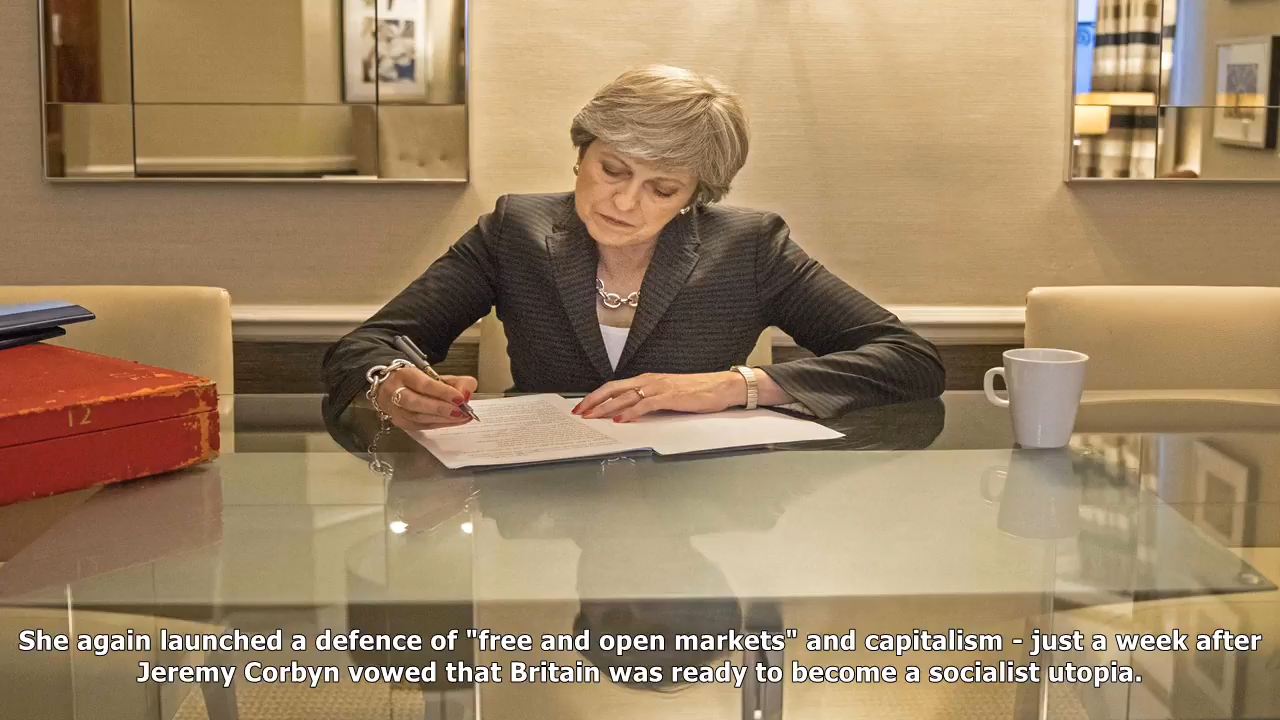 12
She again launched a defence of "free and open markets" and capitalism - just a week after
Jeremy Corbyn vowed that Britain was ready to become a socialist utopia.